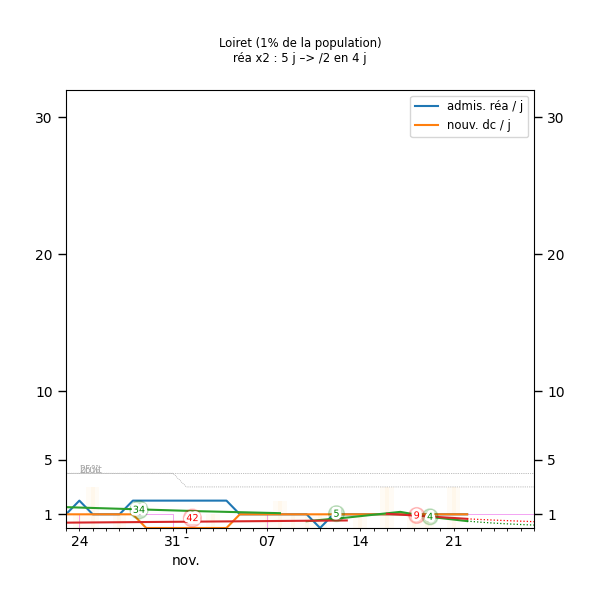 Loiret (1% de la population)
réa x2 : 5 j –> /2 en 4 j
admis. réa / j
nouv. dc / j
30 30
20 20
10 10
5 5
34
42
5
9
4
1 1
24 31 - 07 14 21
nov.